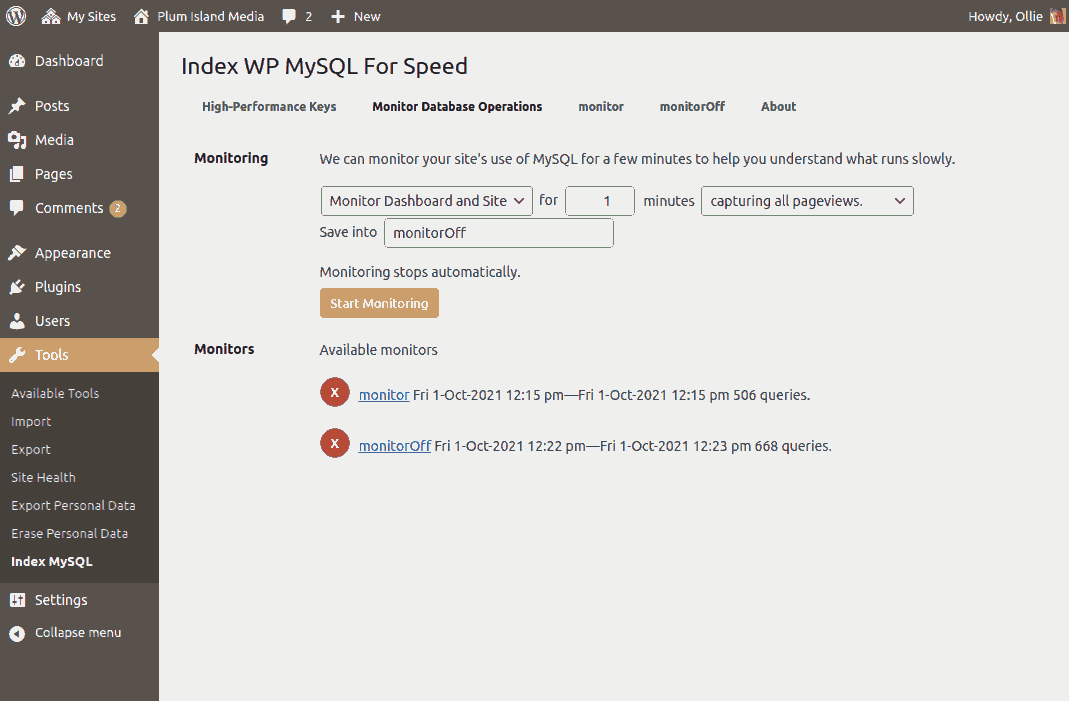 My Sites Plum Island Media 2 New Howdy, Ollie
Dashboard
Posts
Media
Pages
Comments 2
Appearance
Plugins
Users
Tools
Available Tools
Import
Export
Site Health
Export Personal Data
Erase Personal Data
Index MySQL
Settings
Collapse menu
Index WP MySQL For Speed
High-Performance Keys Monitor Database Operations monitor monitorOff About
Monitoring We can monitor your site's use of MySQL for a few minutes to help you understand what runs slowly.
Monitor Dashboard and Site for 1 minutes capturing all pageviews.
Save into monitorOff
Monitoring stops automatically.
Start Monitoring
Monitors Available monitors
X monitor Fri 1-Oct-2021 12:15 pm—Fri 1-Oct-2021 12:15 pm 506 queries.
X monitorOff Fri 1-Oct-2021 12:22 pm—Fri 1-Oct-2021 12:23 pm 668 queries.